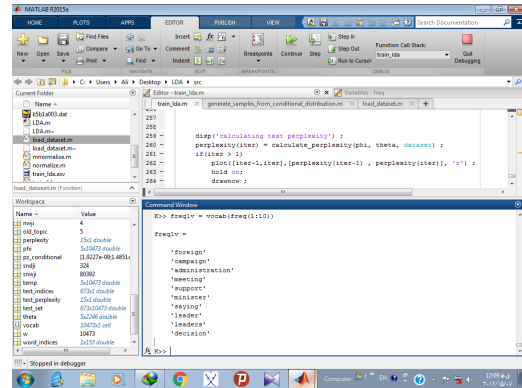 MATLAB R2015a
HOME PLOTS APPS EDITOR PUBLISH VIEW Search Documentation
New Open Save Find Files Compare Print Go To Find Insert Comment Indent Breakpoints Continue Step Step In Step Out Run to Cursor Function Call Stack: train_lda Quit Debugging
FILE NAVIGATE EDIT BREAKPOINTS DEBUG
C: Users Ali Desktop LDA src
Current Folder
Name
k5b1a003.dat
LDA.m
LDA.m~
load_dataset.m
load_dataset.m~
mnormalize.m
normalize.m
train_lda.asv
load_dataset.m (Function)
Editor - train_lda.m Variables - freq
train_lda.m generate_samples_from_conditional_distribution.m load_dataset.m
257
258 disp('calculating test perplexity') ;
260 perplexity(iter) = calculate_perplexity(phi, theta, dataset) ;
261 if(iter > 1)
262 plot([iter-1,iter],[perplexity(iter-1) , perplexity(iter)], 'r') ;
263 hold on;
264 drawnow ;
Workspace
Name Value
nwji 4
old_topic 5
perplexity 15x1 double
phi 5x10473 double
pz_conditional
sndji 324
snwji 80392
temp 5x10473 double
test_indices 673x1 double
test_perplexity 15x1 double
test_set 673x10473 double
theta 5x2246 double
vocab 10473x1 cell
w 10473
word_indices 1x153 double
Command Window
K>> freqlv = vocab(freq(1:10))
freqlv =
'foreign'
'campaign'
'administration'
'meeting'
'support'
'minister'
'saying'
'leader'
'leaders'
'decision'
fx K>>
Stopped in debugger
Computer EN